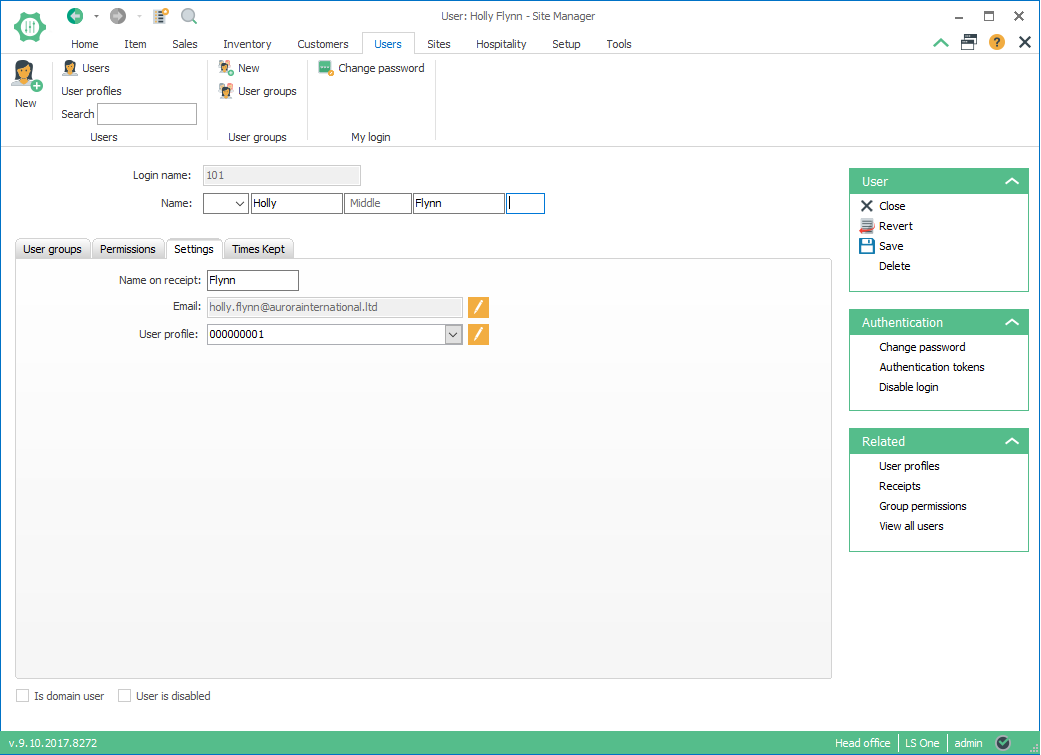 User: Holly Flynn - Site Manager
Home Item Sales Inventory Customers Users Sites Hospitality Setup Tools
?
New
Users
User profiles
Search
Users
New
User groups
User groups
Change password
My login
Login name: 101
Name: Holly Middle Flynn
User groups Permissions Settings Times Kept
Name on receipt: Flynn
Email: holly.flynn@aurorainternational.ltd
User profile: 000000001
Is domain user User is disabled
User
Close
Revert
Save
Delete
Authentication
Change password
Authentication tokens
Disable login
Related
User profiles
Receipts
Group permissions
View all users
v.9.10.2017.8272 Head office LS One admin